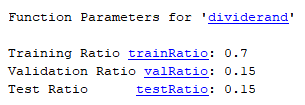 Function Parameters for 'dividerand'
Training Ratio trainRatio: 0.7
Validation Ratio valRatio: 0.15
Test Ratio testRatio: 0.15